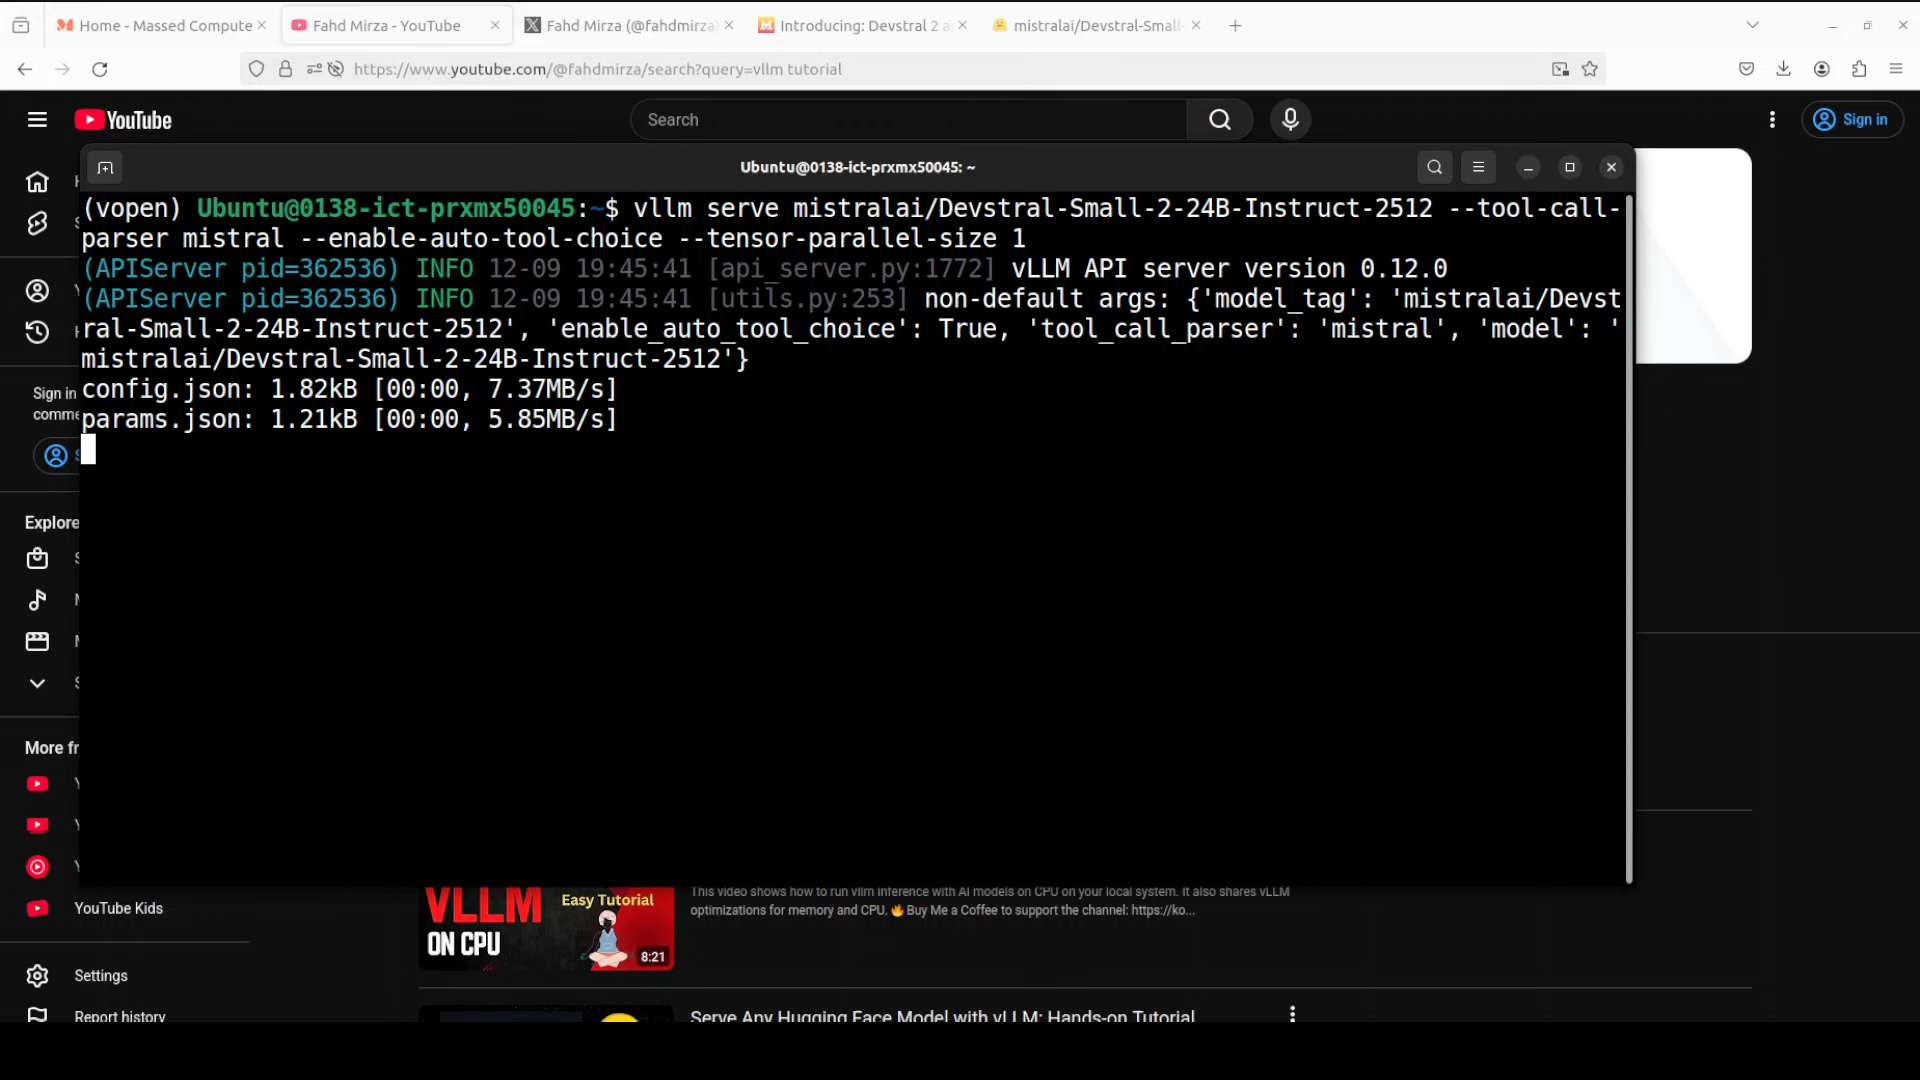 Home - Massed Compute
Fahd Mirza - YouTube
Fahd Mirza (@fahdmirza)
Introducing: Devstral 2 a
mistralai/Devstral-Small-
https://www.youtube.com/@fahdmirza/search?query=vllm tutorial
YouTube
Search
Sign in
Ubuntu@0138-ict-prxmx50045: ~
(vopen) Ubuntu@0138-ict-prxmx50045:~$ vllm serve mistralai/Devstral-Small-2-24B-Instruct-2512 --tool-call-
parser mistral --enable-auto-tool-choice --tensor-parallel-size 1
(APIServer pid=362536) INFO 12-09 19:45:41 [api_server.py:1772] vLLM API server version 0.12.0
(APIServer pid=362536) INFO 12-09 19:45:41 [utils.py:253] non-default args: {'model_tag': 'mistralai/Devst
ral-Small-2-24B-Instruct-2512', 'enable_auto_tool_choice': True, 'tool_call_parser': 'mistral', 'model': '
mistralai/Devstral-Small-2-24B-Instruct-2512'}
config.json: 1.82kB [00:00, 7.37MB/s]
params.json: 1.21kB [00:00, 5.85MB/s]
Sign in
comme
Explore
More fr
YouTube Kids
Settings
Report history
VLLM
ON CPU
Easy Tutorial
8:21
This video shows how to run vllm inference with AI models on CPU on your local system. It also shares vLLM
optimizations for memory and CPU. 🔥Buy Me a Coffee to support the channel: https://ko...
Serve Any Hugging Face Model with vLLM: Hands-on Tutorial